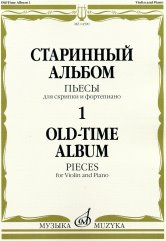 Old-Time Album I
Violin and Piano
СТАРИННЫЙ
АЛЬБОМ
ПЬЕСЫ
для скрипки и фортепиано
1
OLD-TIME
ALBUM
PIECES
for Violin and Piano
МУЗЫКА MUZYKA